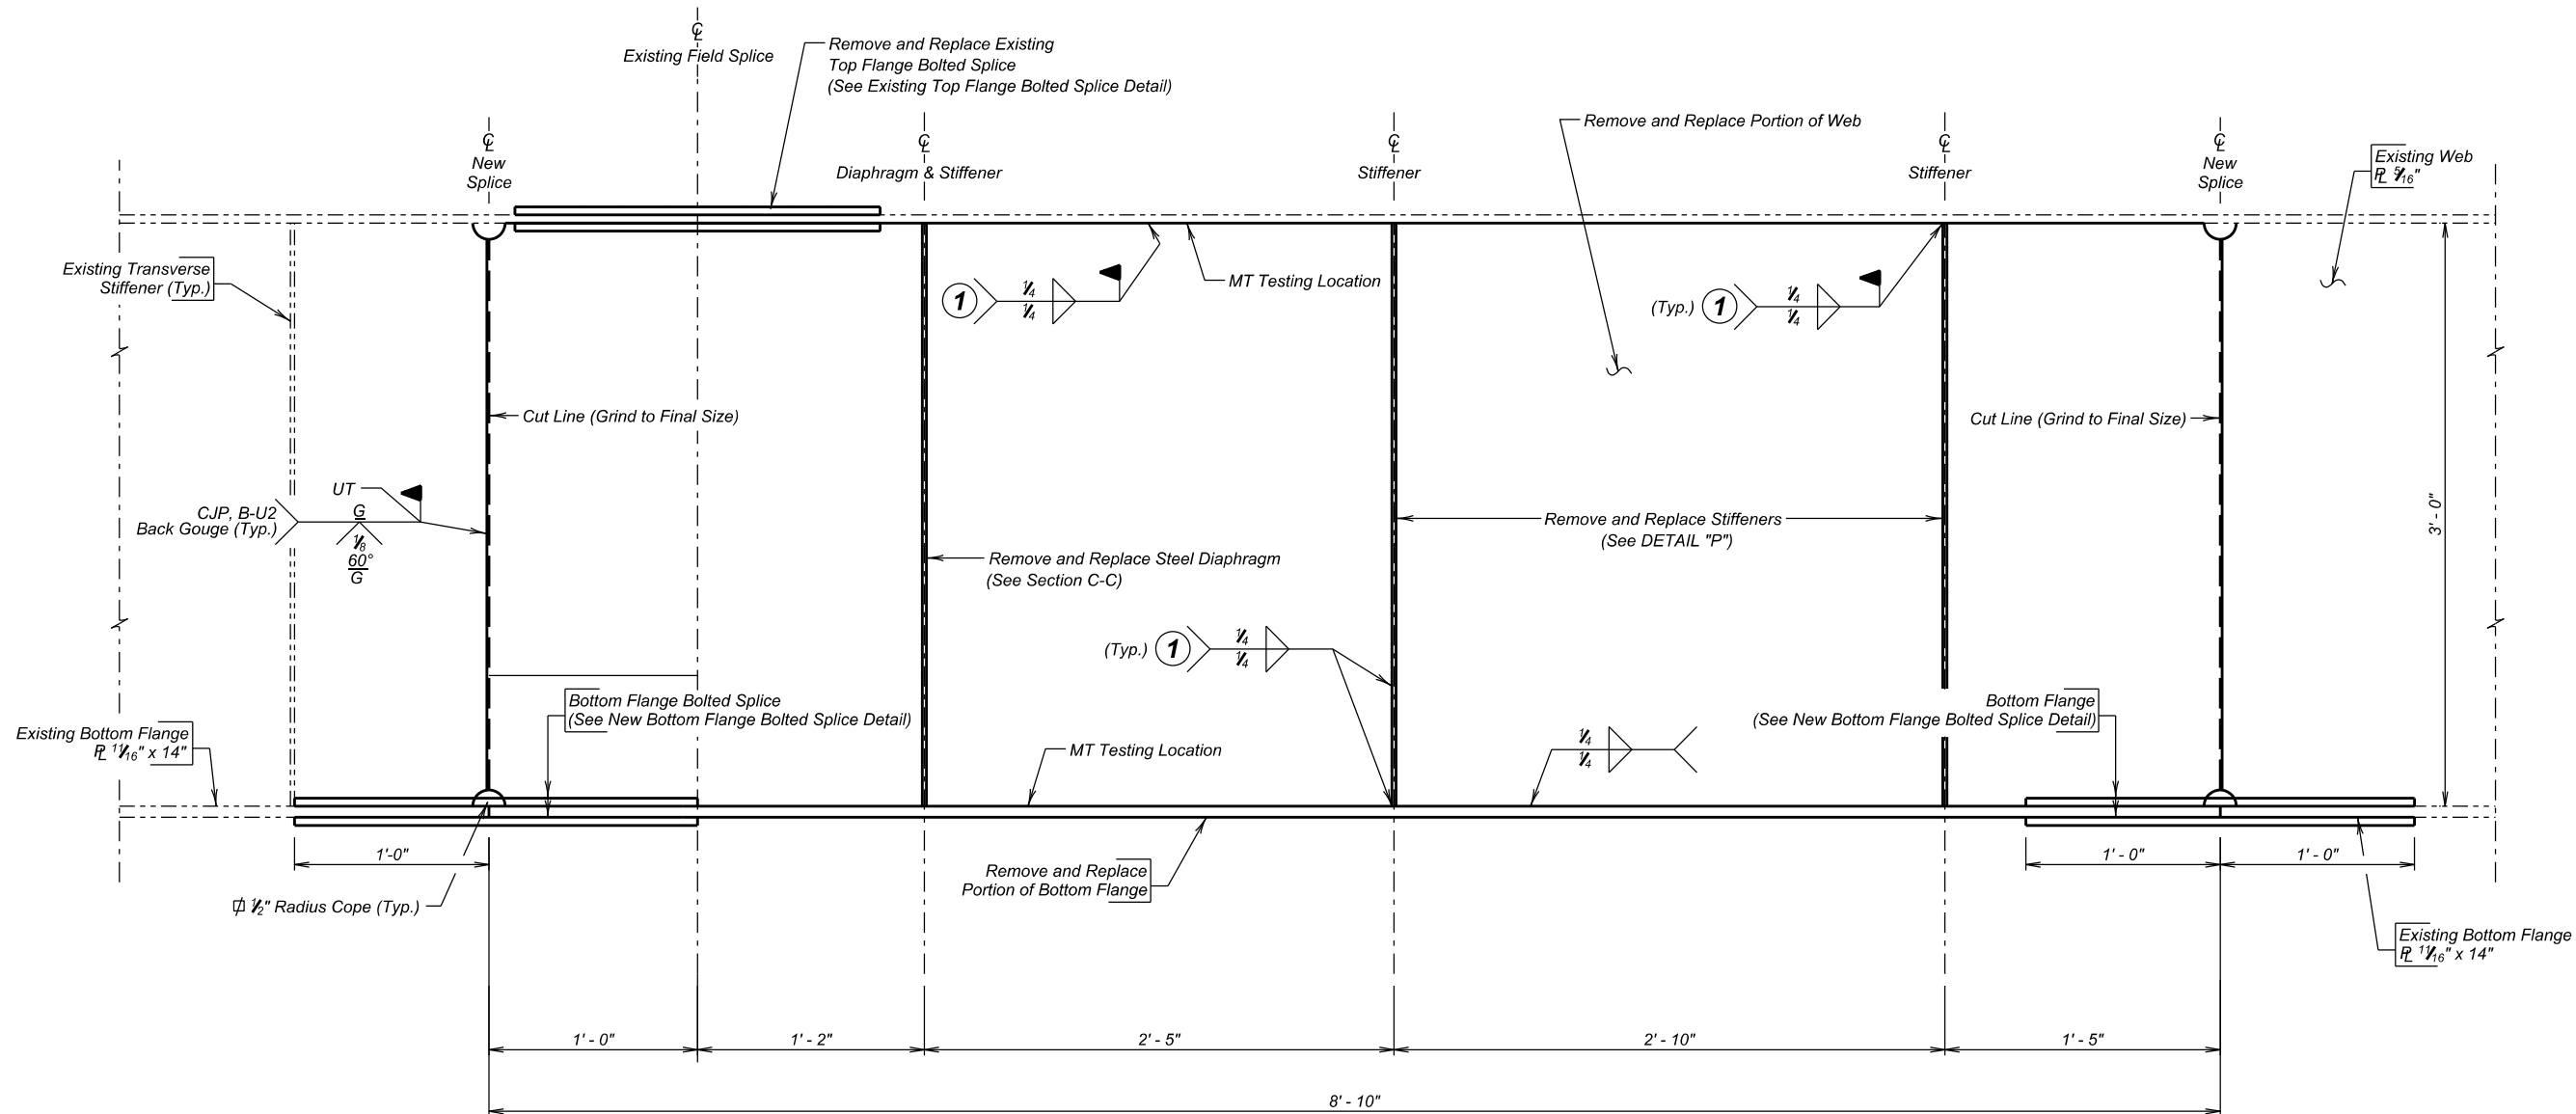 ℄
Existing Field Splice
Remove and Replace Existing
Top Flange Bolted Splice
(See Existing Top Flange Bolted Splice Detail)
℄
New
Splice
℄
Diaphragm & Stiffener
℄
Stiffener
Remove and Replace Portion of Web
℄
Stiffener
℄
New
Splice
Existing Web
PL 5/16"
Existing Transverse
Stiffener (Typ.)
1
1/4
1/4
MT Testing Location
(Typ.)
1
1/4
1/4
Cut Line (Grind to Final Size)
Cut Line (Grind to Final Size)
UT
CJP, B-U2
Back Gouge (Typ.)
G
1/8
60°
G
Remove and Replace Stiffeners
(See DETAIL "P")
3' - 0"
Remove and Replace Steel Diaphragm
(See Section C-C)
(Typ.)
1
1/4
1/4
Bottom Flange Bolted Splice
(See New Bottom Flange Bolted Splice Detail)
Bottom Flange
(See New Bottom Flange Bolted Splice Detail)
Existing Bottom Flange
PL 11/16" x 14"
MT Testing Location
1/4
1/4
1'-0"
Remove and Replace
Portion of Bottom Flange
1' - 0"
1' - 0"
1/2" Radius Cope (Typ.)
Existing Bottom Flange
PL 11/16" x 14"
1' - 0"
1' - 2"
2' - 5"
2' - 10"
1' - 5"
8' - 10"